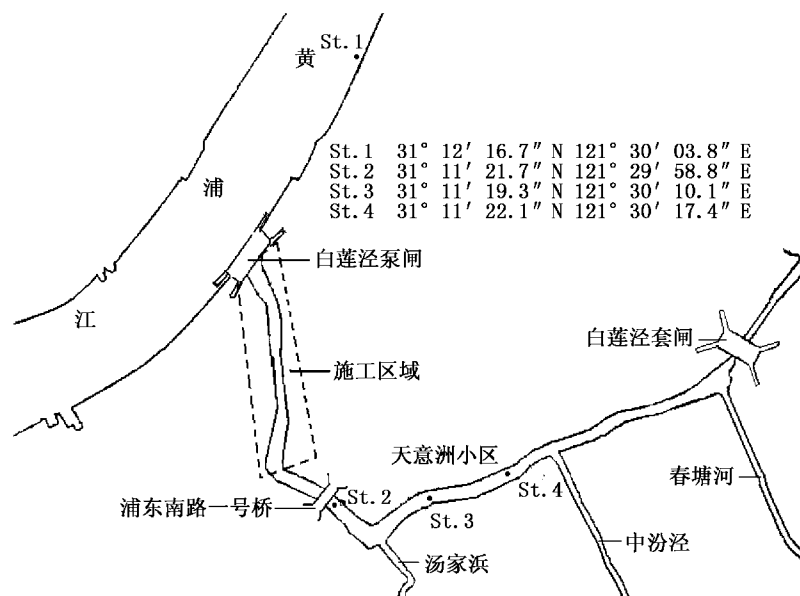 St.1
黄
浦
江
St.1 31° 12′ 16.7″ N 121° 30′ 03.8″ E
St.2 31° 11′ 21.7″ N 121° 29′ 58.8″ E
St.3 31° 11′ 19.3″ N 121° 30′ 10.1″ E
St.4 31° 11′ 22.1″ N 121° 30′ 17.4″ E
白莲泾泵闸
白莲泾套闸
施工区域
天意洲小区
春塘河
St.4
St.2
浦东南路一号桥
St.3
中汾泾
汤家浜